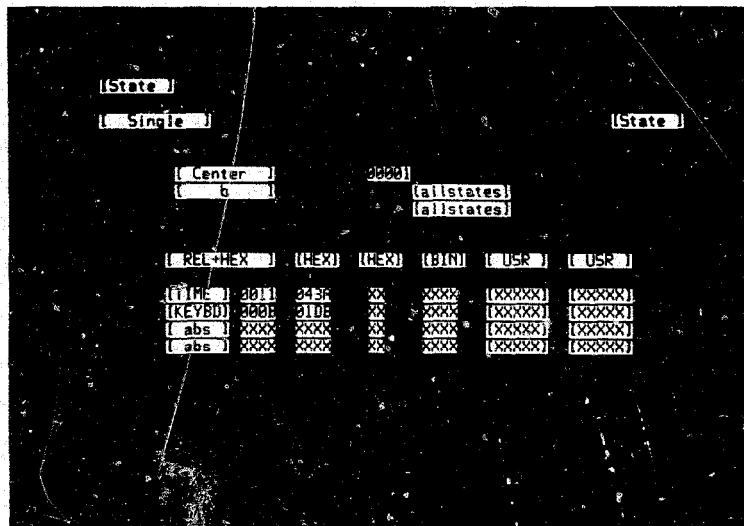 [State ]
[ Single ] [State ]
[ Center ] 00001
[ b ] [allstates]
[allstates]
[ REL+HEX ] [HEX] [HEX] [BIN] [ USR ] [ USR ]
[TIME ] 0011 043A XX XXXX [XXXXX] [XXXXX]
[KEYBD] 000B 01DB XX XXXX [XXXXX] [XXXXX]
[ abs ] XXXX XXXX XX XXXX [XXXXX] [XXXXX]
[ abs ] XXXX XXXX XX XXXX [XXXXX] [XXXXX]